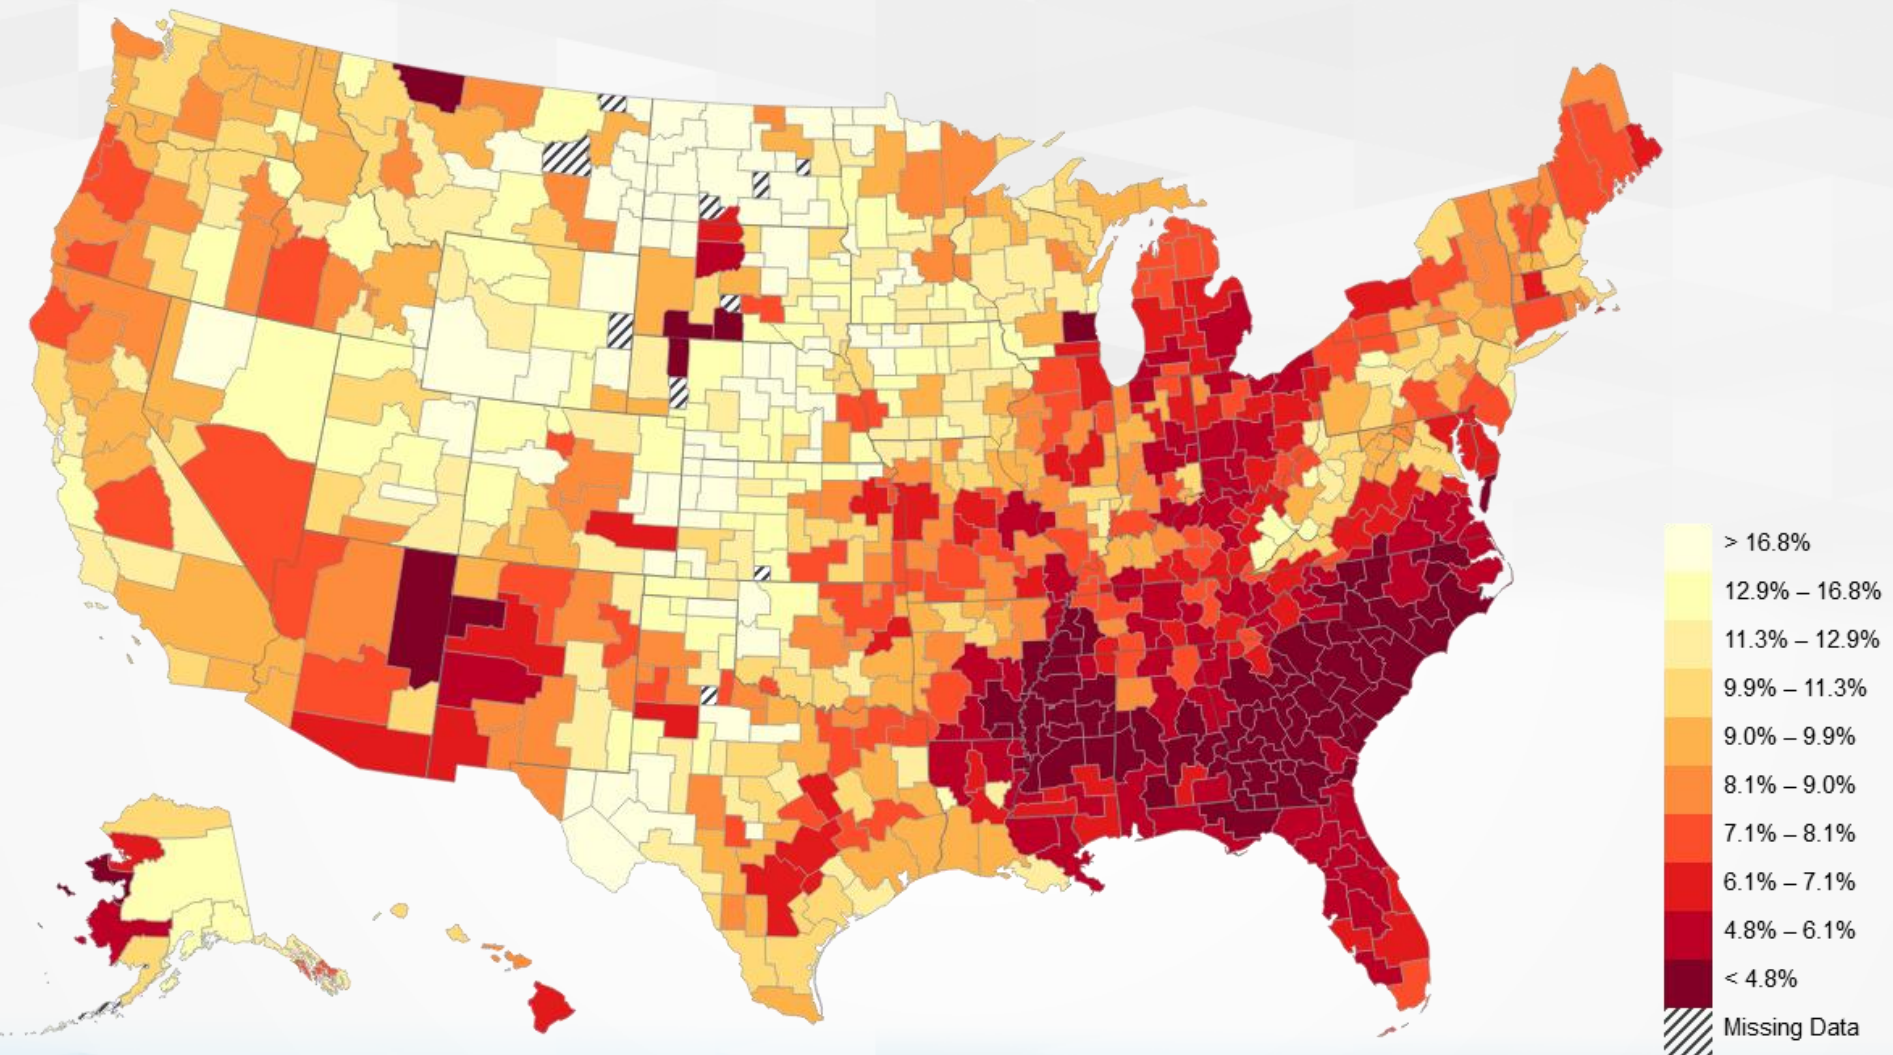 > 16.8%
12.9% – 16.8%
11.3% – 12.9%
9.9% – 11.3%
9.0% – 9.9%
8.1% – 9.0%
7.1% – 8.1%
6.1% – 7.1%
4.8% – 6.1%
< 4.8%
Missing Data